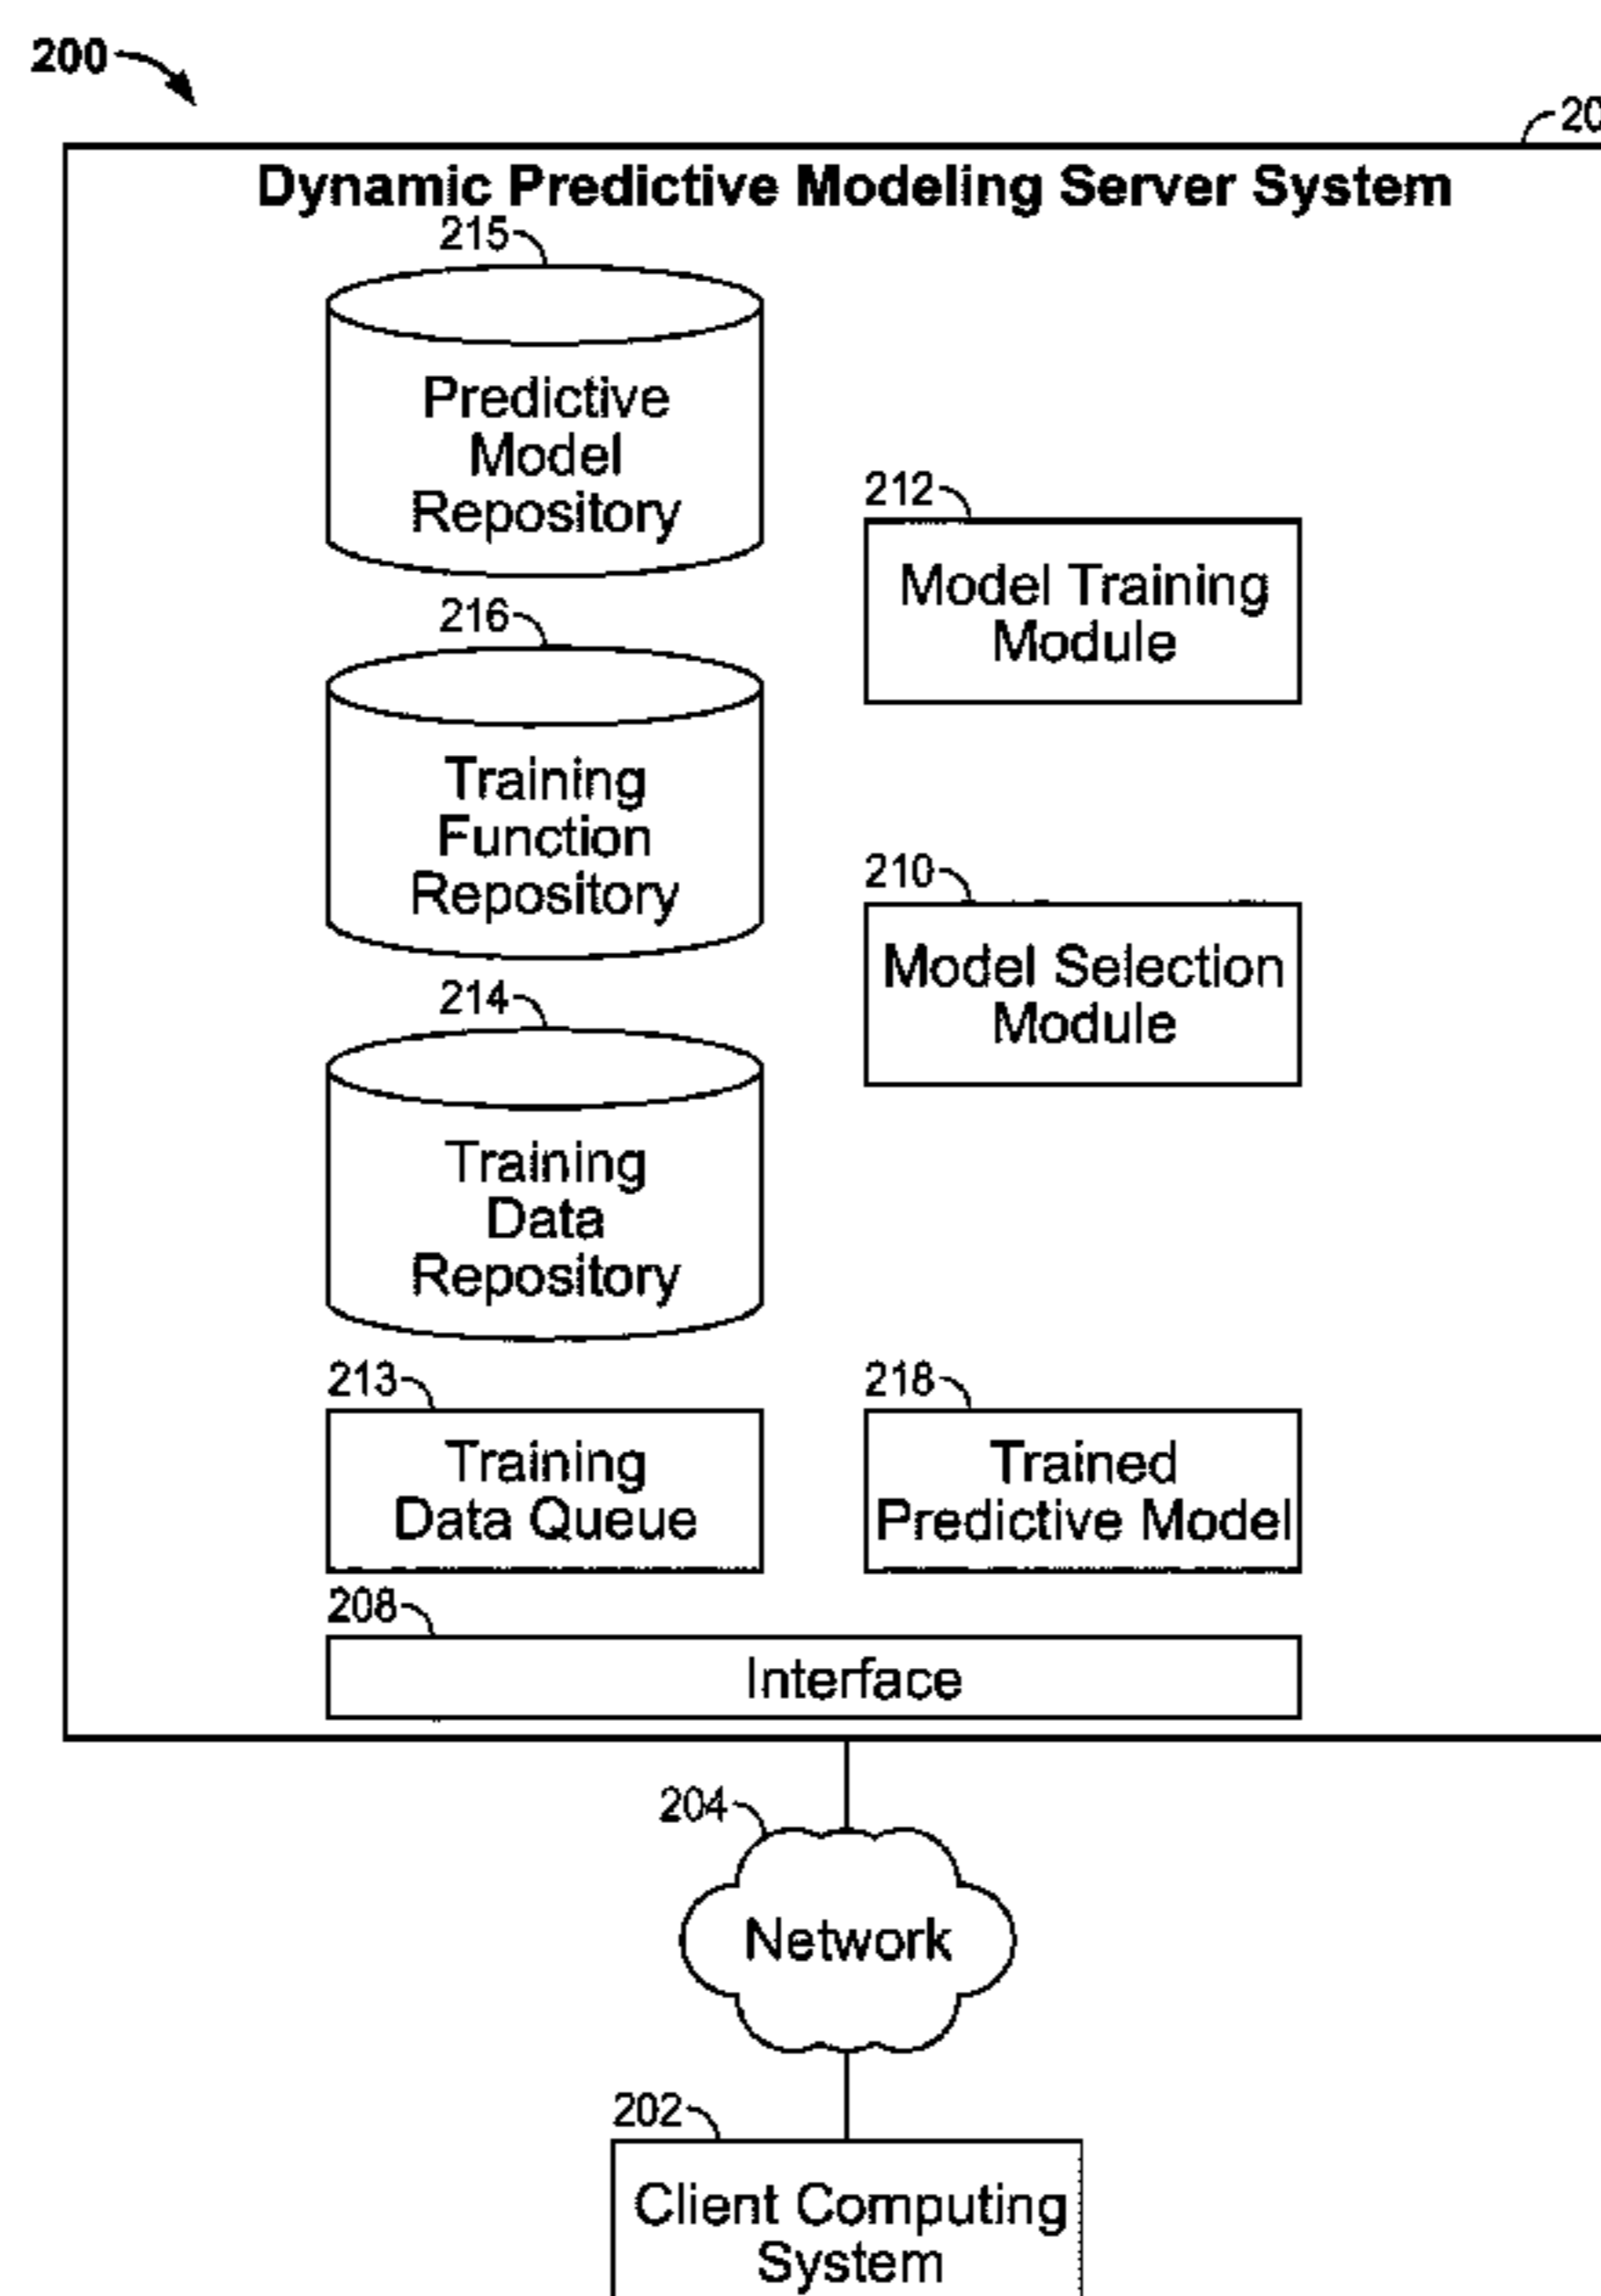 200
20
Dynamic Predictive Modeling Server System
215
Predictive
Model
Repository
212
Model Training
Module
216
Training
Function
Repository
210
Model Selection
Module
214
Training
Data
Repository
213
Training
Data Queue
218
Trained
Predictive Model
208
Interface
204
Network
202
Client Computing
System